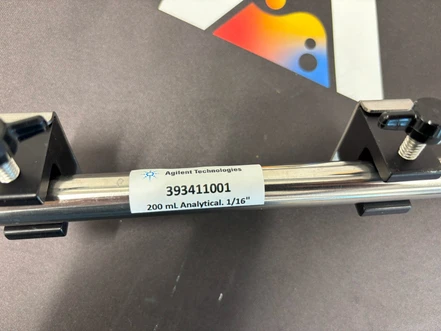 Agilent Technologies
393411001
200 mL Analytical. 1/16"